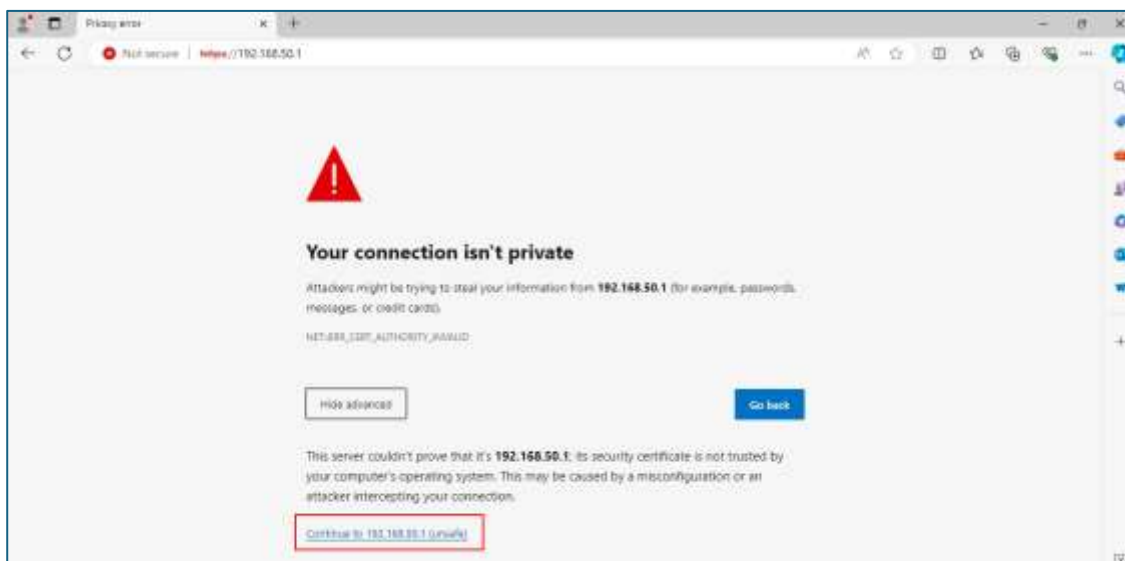 Privacy error
Not secure | https://192.168.50.1
Your connection isn't private
Attackers might be trying to steal your information from 192.168.50.1 (for example, passwords,
messages, or credit cards).
NET::ERR_CERT_AUTHORITY_INVALID
Hide advanced
Go back
This server couldn't prove that it's 192.168.50.1; its security certificate is not trusted by
your computer's operating system. This may be caused by a misconfiguration or an
attacker intercepting your connection.
Continue to 192.168.50.1 (unsafe)